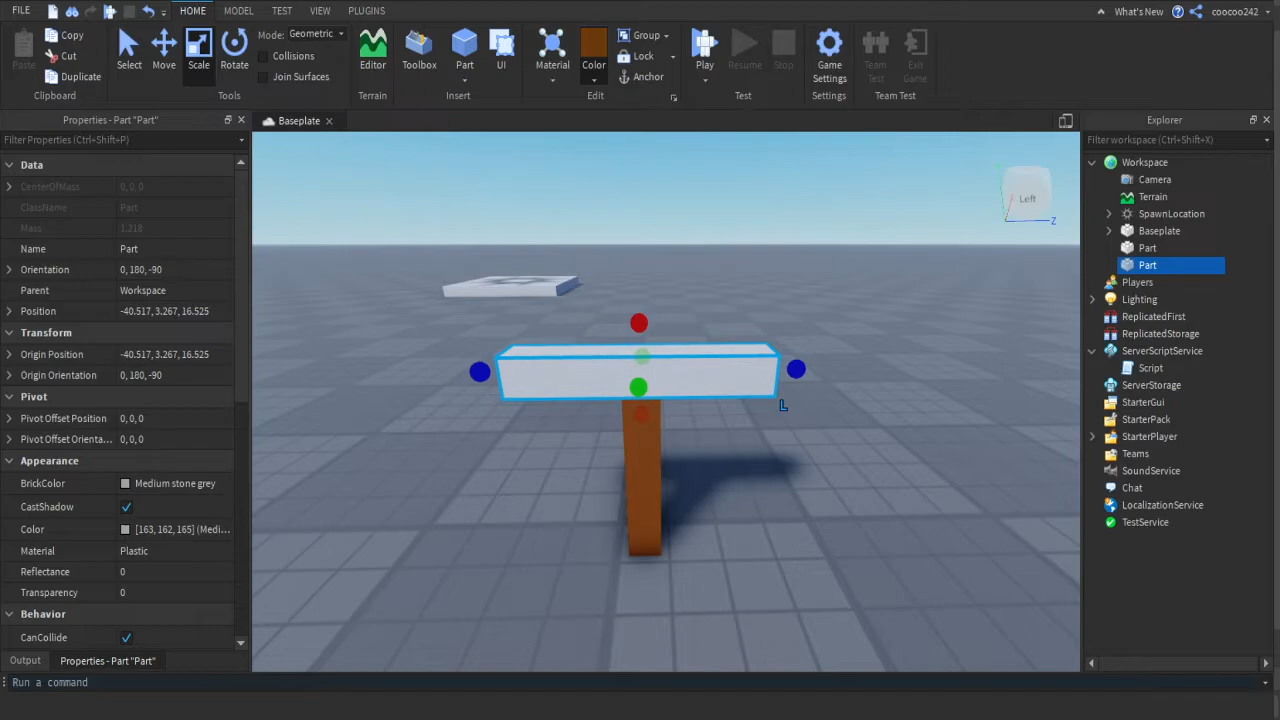 FILE HOME MODEL TEST VIEW PLUGINS What's New coocoo242
Paste Copy Cut Duplicate Clipboard
Select Move Scale Rotate Mode: Geometric Collisions Join Surfaces Tools
Editor Terrain
Toolbox Part UI Insert
Material Color Group Lock Anchor Edit
Play Resume Stop Test
Game Settings Settings
Team Test Exit Game Team Test
Properties - Part "Part"
Filter Properties (Ctrl+Shift+P)
Data
CenterOfMass 0, 0, 0
ClassName Part
Mass 1.218
Name Part
Orientation 0, 180, -90
Parent Workspace
Position -40.517, 3.267, 16.525
Transform
Origin Position -40.517, 3.267, 16.525
Origin Orientation 0, 180, -90
Pivot
Pivot Offset Position 0, 0, 0
Pivot Offset Orienta... 0, 0, 0
Appearance
BrickColor Medium stone grey
CastShadow
Color [163, 162, 165] (Medi...
Material Plastic
Reflectance 0
Transparency 0
Behavior
CanCollide
Output Properties - Part "Part"
Run a command
Baseplate
Left
Z
L
Explorer
Filter workspace (Ctrl+Shift+X)
Workspace
Camera
Terrain
SpawnLocation
Baseplate
Part
Part
Players
Lighting
ReplicatedFirst
ReplicatedStorage
ServerScriptService
Script
ServerStorage
StarterGui
StarterPack
StarterPlayer
Teams
SoundService
Chat
LocalizationService
TestService